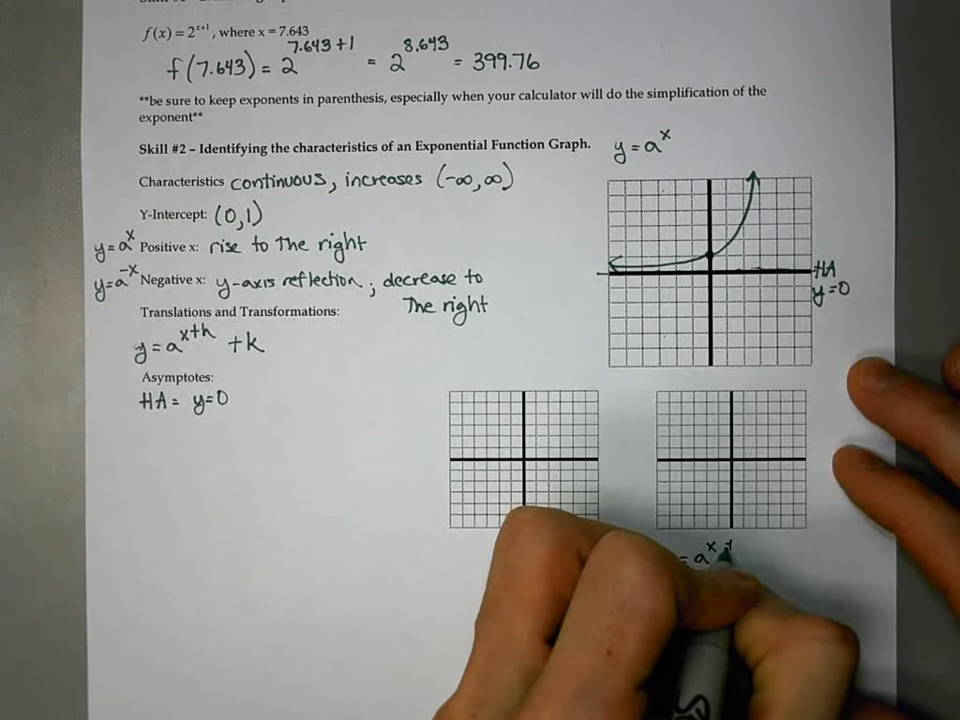 f(x) = 2^{x+1}, where x = 7.643
f(7.643) = 2^{7.643+1} = 2^{8.643} = 399.76
**be sure to keep exponents in parenthesis, especially when your calculator will do the simplification of the
exponent**
Skill #2 – Identifying the characteristics of an Exponential Function Graph.
y = a^x
Characteristics continuous, increases (-∞,∞)
Y-Intercept: (0,1)
y=a^x Positive x: rise to the right
HA
y=0
y=a^{-x} Negative x: y-axis reflection; decrease to
the right
Translations and Transformations:
y=a^{x+h} +k
Asymptotes:
HA= y=0
= a^x